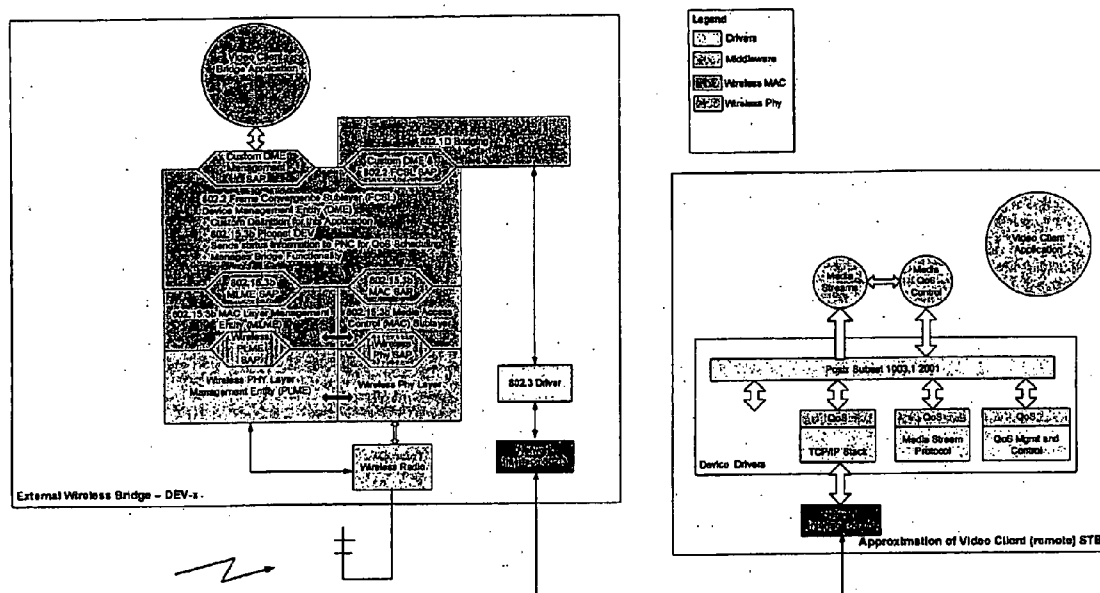 Video Client
Bridge Application
802.1D Bridging
Custom DME
Management
SAP
Custom DME &
802.2 FCSL SAP
802.2 Frame Convergence Sublayer (FCSL)
Device Management Entity (DME)
Custom Definition for this Application
802.15.3b Piconet DEV
Sends status information to PNC for QoS Scheduling
Manages Bridge Functionality
802.15.3b
MLME SAP
802.15.3b
MAC SAP
802.15.3b MAC Layer Management
Entity (MLME)
802.15.3b Media Access
Control (MAC) Sublayer
Wireless
PLME
SAP
Wireless
Phy SAP
Wireless PHY Layer
Management Entity (PLME)
Wireless Phy Layer
802.3 Driver
Wireless Radio
External Wireless Bridge – DEV-x
Legend
Drivers
Middleware
Wireless MAC
Wireless Phy
Video Client
Application
Media
Streams
Media
QoS
Control
Posix Subset 1003.1 2001
QoS
TCP/IP Stack
QoS
Media Stream
Protocol
QoS
QoS Mgmt and
Control
Device Drivers
Approximation of Video Client (remote) STB